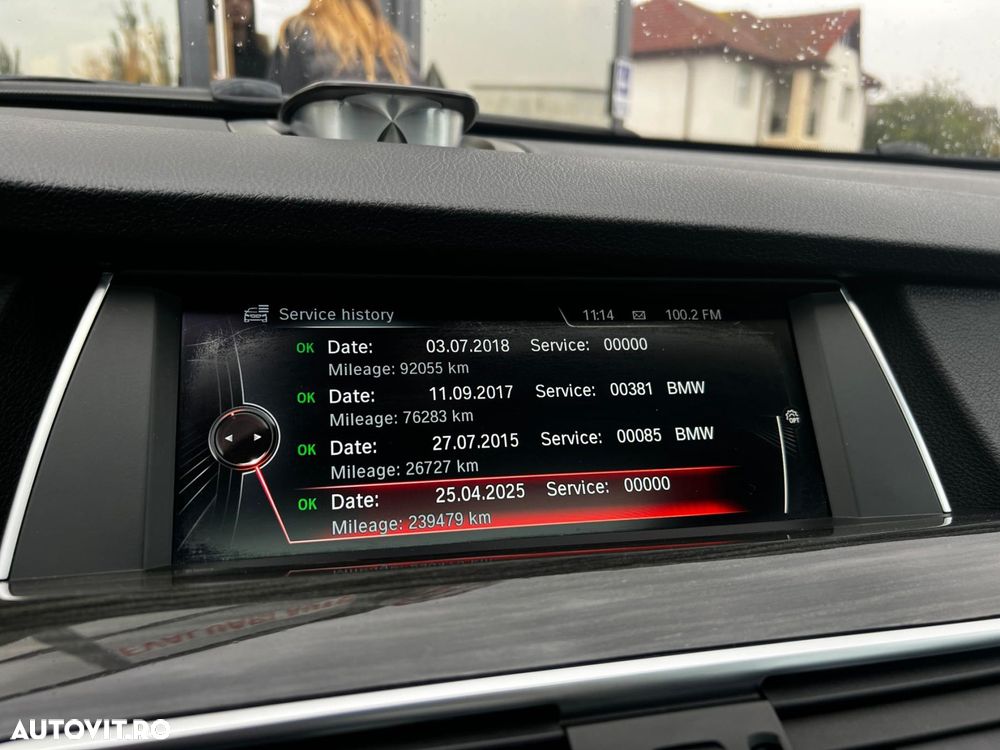 Service history 11:14 100.2 FM
OK Date: 03.07.2018 Service: 00000
Mileage: 92055 km
OK Date: 11.09.2017 Service: 00381 BMW
Mileage: 76283 km
OK Date: 27.07.2015 Service: 00085 BMW
Mileage: 26727 km
OK Date: 25.04.2025 Service: 00000
Mileage: 239479 km
OPT
AUTOVIT.RO